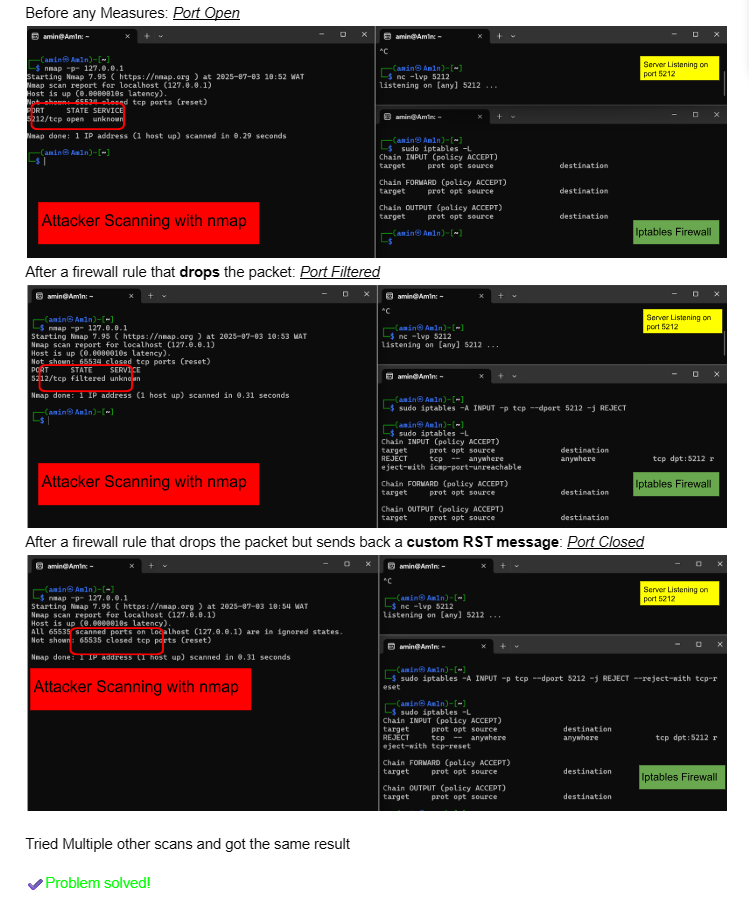 Before any Measures: Port Open
amin@Am1n: ~
┌──(amin㉿Am1n)-[~]
└─$ nmap -p- 127.0.0.1
Starting Nmap 7.95 ( https://nmap.org ) at 2025-07-03 10:52 WAT
Nmap scan report for localhost (127.0.0.1)
Host is up (0.0000010s latency).
Not shown: 65534 closed tcp ports (reset)
PORT     STATE SERVICE
5212/tcp open  unknown
Nmap done: 1 IP address (1 host up) scanned in 0.29 seconds
┌──(amin㉿Am1n)-[~]
└─$
Attacker Scanning with nmap
amin@Am1n: ~
^C
┌──(amin㉿Am1n)-[~]
└─$ nc -lvp 5212
listening on [any] 5212 ...
Server Listening on
port 5212
amin@Am1n: ~
┌──(amin㉿Am1n)-[~]
└─$ sudo iptables -L
Chain INPUT (policy ACCEPT)
target     prot opt source               destination
Chain FORWARD (policy ACCEPT)
target     prot opt source               destination
Chain OUTPUT (policy ACCEPT)
target     prot opt source               destination
┌──(amin㉿Am1n)-[~]
└─$
Iptables Firewall
After a firewall rule that drops the packet: Port Filtered
amin@Am1n: ~
┌──(amin㉿Am1n)-[~]
└─$ nmap -p- 127.0.0.1
Starting Nmap 7.95 ( https://nmap.org ) at 2025-07-03 10:53 WAT
Nmap scan report for localhost (127.0.0.1)
Host is up (0.0000010s latency).
Not shown: 65534 closed tcp ports (reset)
PORT     STATE    SERVICE
5212/tcp filtered unknown
Nmap done: 1 IP address (1 host up) scanned in 0.31 seconds
┌──(amin㉿Am1n)-[~]
└─$
Attacker Scanning with nmap
amin@Am1n: ~
^C
┌──(amin㉿Am1n)-[~]
└─$ nc -lvp 5212
listening on [any] 5212 ...
Server Listening on
port 5212
amin@Am1n: ~
┌──(amin㉿Am1n)-[~]
└─$ sudo iptables -A INPUT -p tcp --dport 5212 -j REJECT
┌──(amin㉿Am1n)-[~]
└─$ sudo iptables -L
Chain INPUT (policy ACCEPT)
target     prot opt source               destination
REJECT     tcp  --  anywhere             anywhere             tcp dpt:5212 r
eject-with icmp-port-unreachable
Chain FORWARD (policy ACCEPT)
target     prot opt source               destination
Chain OUTPUT (policy ACCEPT)
target     prot opt source               destination
Iptables Firewall
After a firewall rule that drops the packet but sends back a custom RST message: Port Closed
amin@Am1n: ~
┌──(amin㉿Am1n)-[~]
└─$ nmap -p- 127.0.0.1
Starting Nmap 7.95 ( https://nmap.org ) at 2025-07-03 10:54 WAT
Nmap scan report for localhost (127.0.0.1)
Host is up (0.0000010s latency).
All 65535 scanned ports on localhost (127.0.0.1) are in ignored states.
Not shown: 65535 closed tcp ports (reset)
Nmap done: 1 IP address (1 host up) scanned in 0.31 seconds
Attacker Scanning with nmap
amin@Am1n: ~
^C
┌──(amin㉿Am1n)-[~]
└─$ nc -lvp 5212
listening on [any] 5212 ...
Server Listening on
port 5212
amin@Am1n: ~
┌──(amin㉿Am1n)-[~]
└─$ sudo iptables -A INPUT -p tcp --dport 5212 -j REJECT --reject-with tcp-r
eset
┌──(amin㉿Am1n)-[~]
└─$ sudo iptables -L
Chain INPUT (policy ACCEPT)
target     prot opt source               destination
REJECT     tcp  --  anywhere             anywhere             tcp dpt:5212 r
eject-with tcp-reset
Chain FORWARD (policy ACCEPT)
target     prot opt source               destination
Chain OUTPUT (policy ACCEPT)
target     prot opt source               destination
Iptables Firewall
Tried Multiple other scans and got the same result
✔Problem solved!